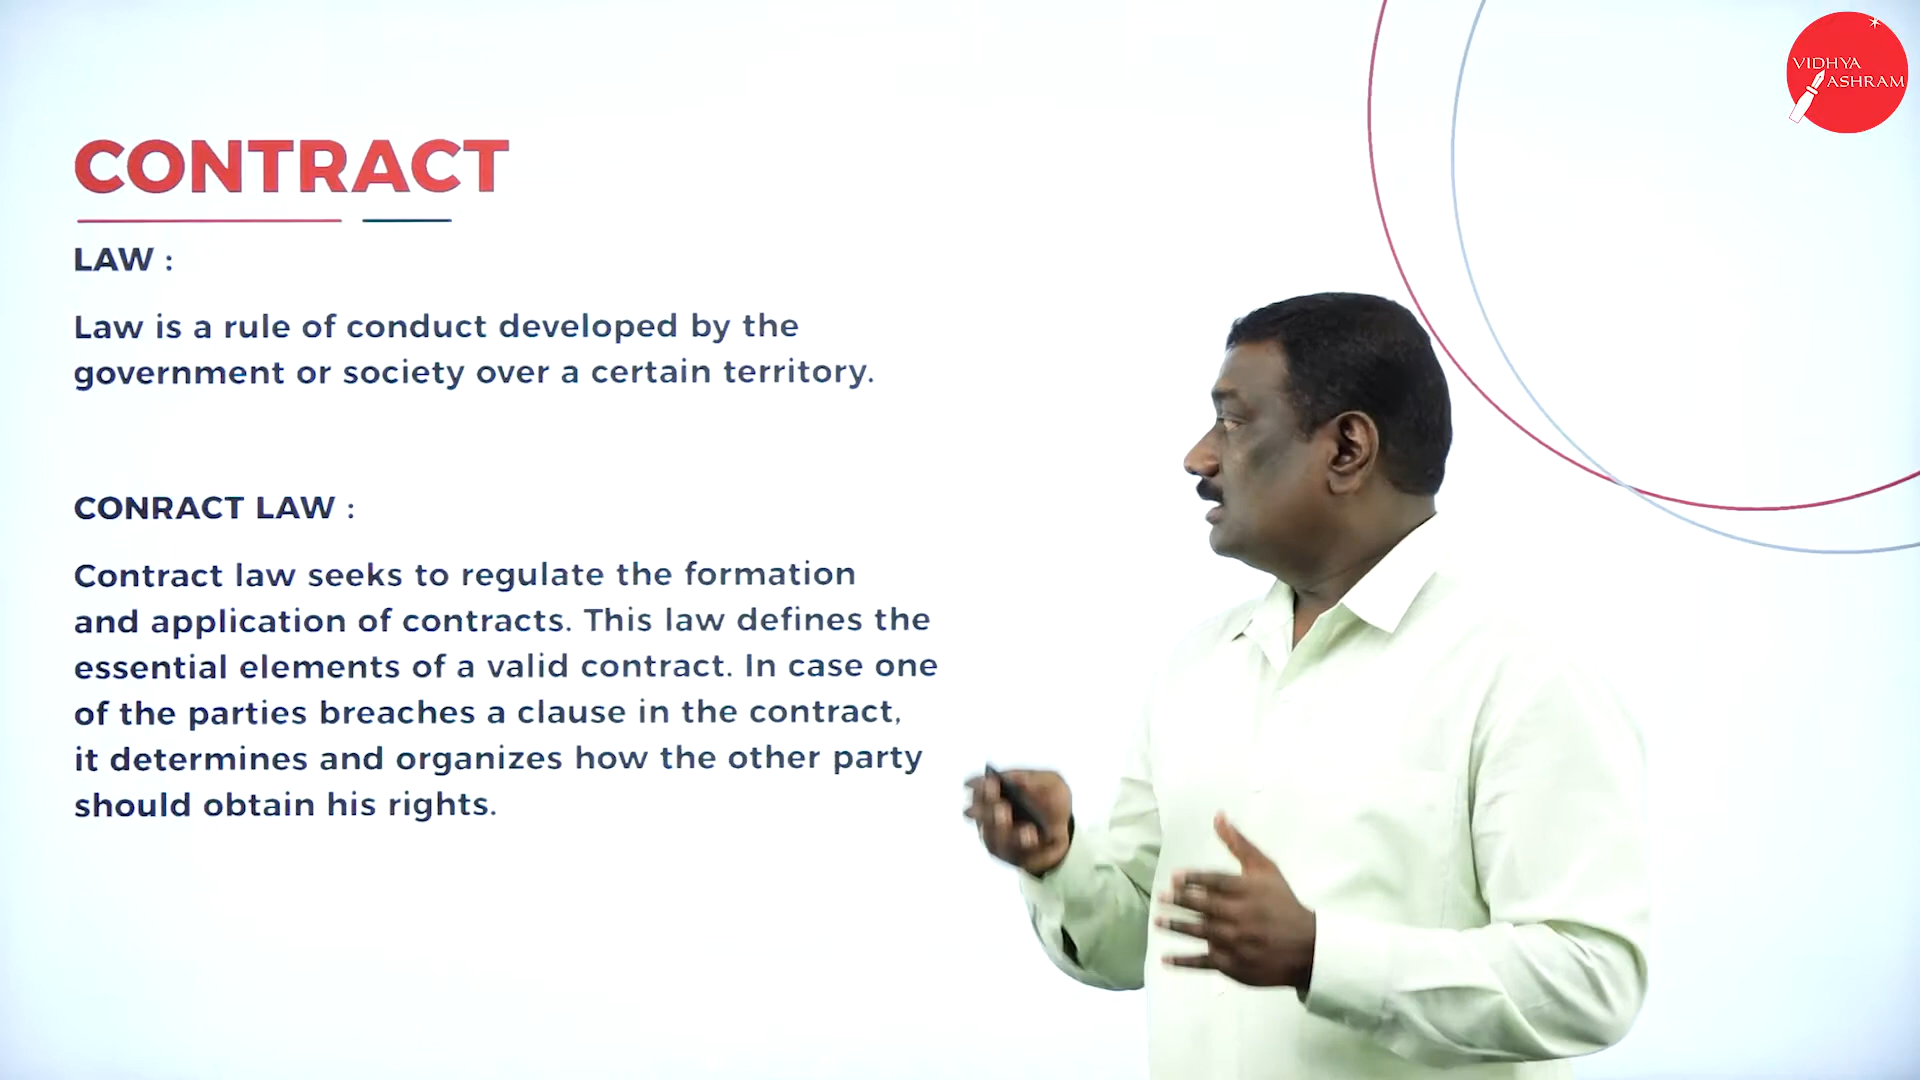 VIDHYA
ASHRAM
CONTRACT
LAW :
Law is a rule of conduct developed by the
government or society over a certain territory.
CONRACT LAW :
Contract law seeks to regulate the formation
and application of contracts. This law defines the
essential elements of a valid contract. In case one
of the parties breaches a clause in the contract,
it determines and organizes how the other party
should obtain his rights.